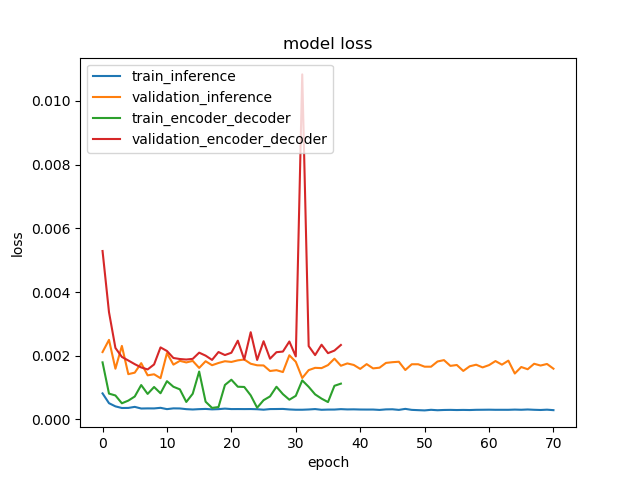 model loss
train_inference
validation_inference
train_encoder_decoder
validation_encoder_decoder
0.010
0.008
0.006
0.004
0.002
0.000
loss
0 10 20 30 40 50 60 70
epoch